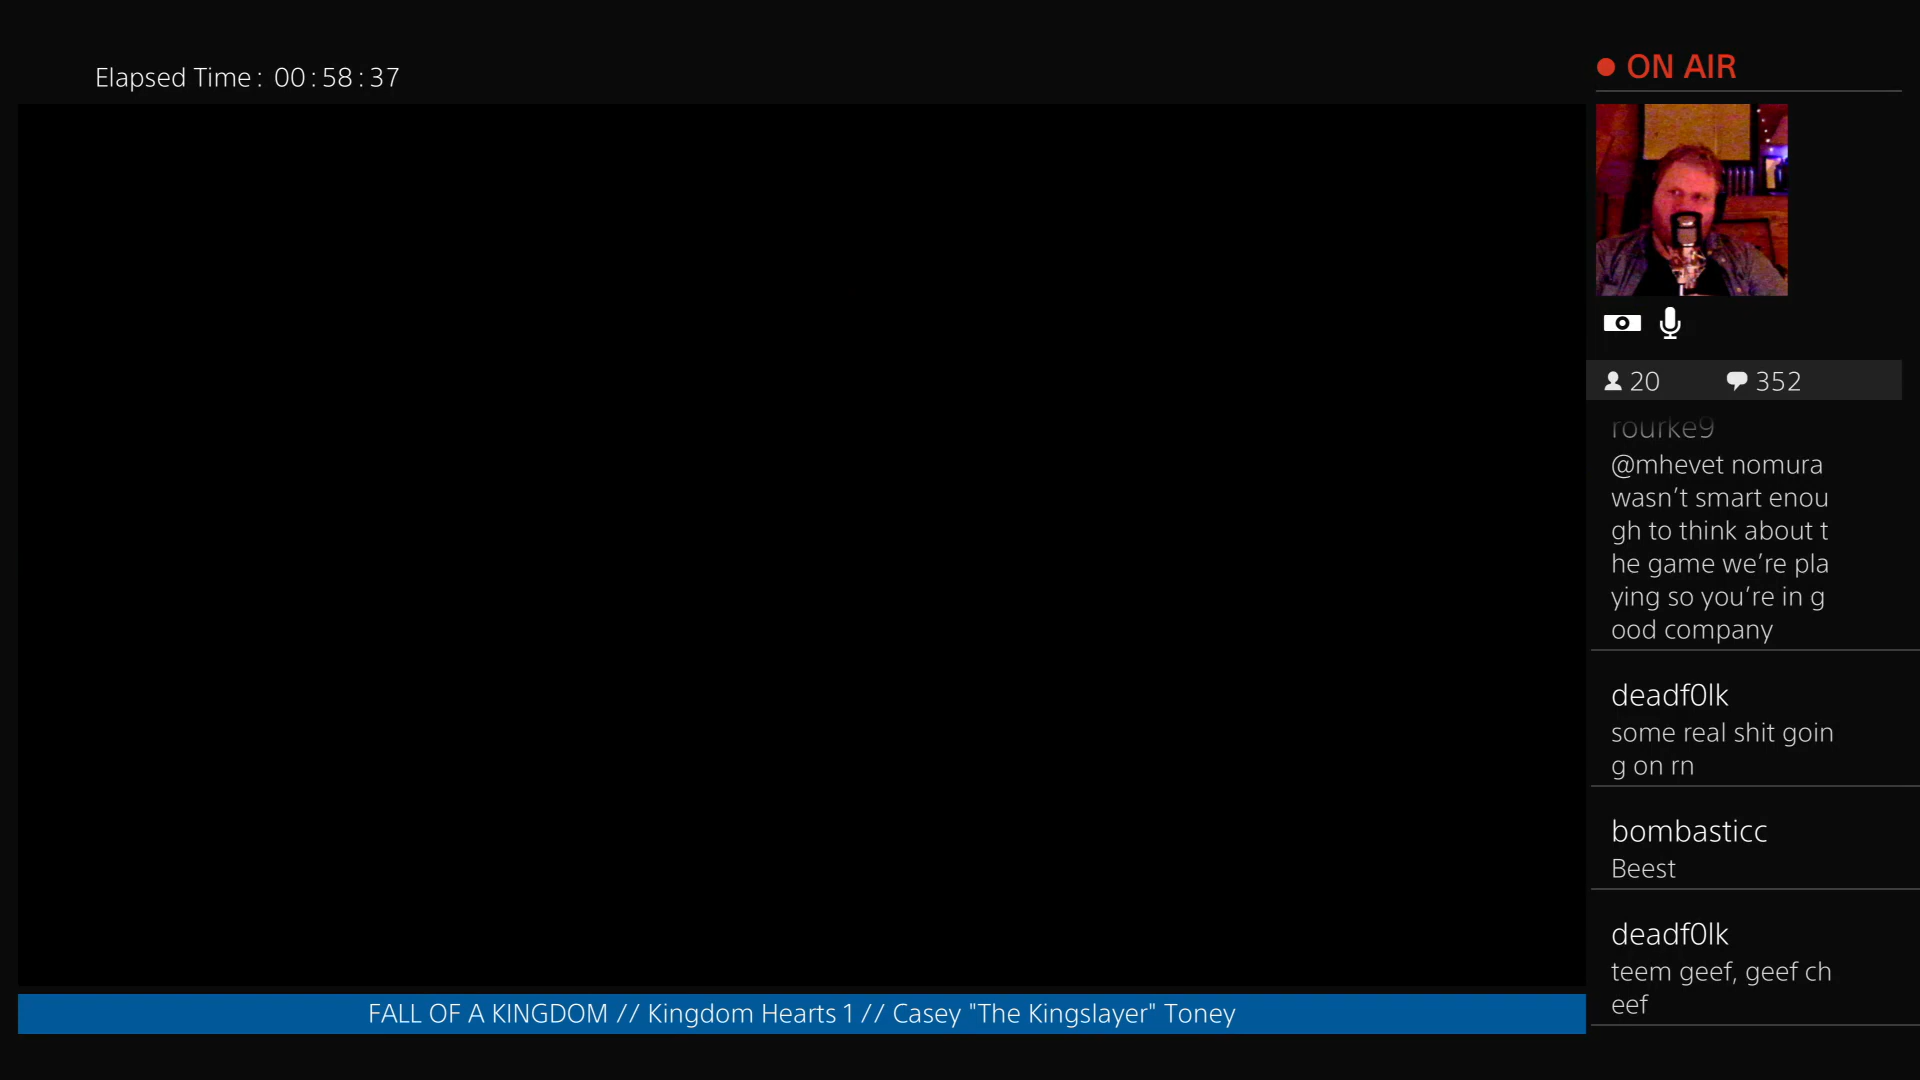 Elapsed Time: 00:58:37
ON AIR
20 352
rourke9
@mhevet nomura
wasn't smart enou
gh to think about t
he game we're pla
ying so you're in g
ood company
deadf0lk
some real shit goin
g on rn
bombasticc
Beest
deadf0lk
teem geef, geef ch
eef
FALL OF A KINGDOM // Kingdom Hearts 1 // Casey "The Kingslayer" Toney